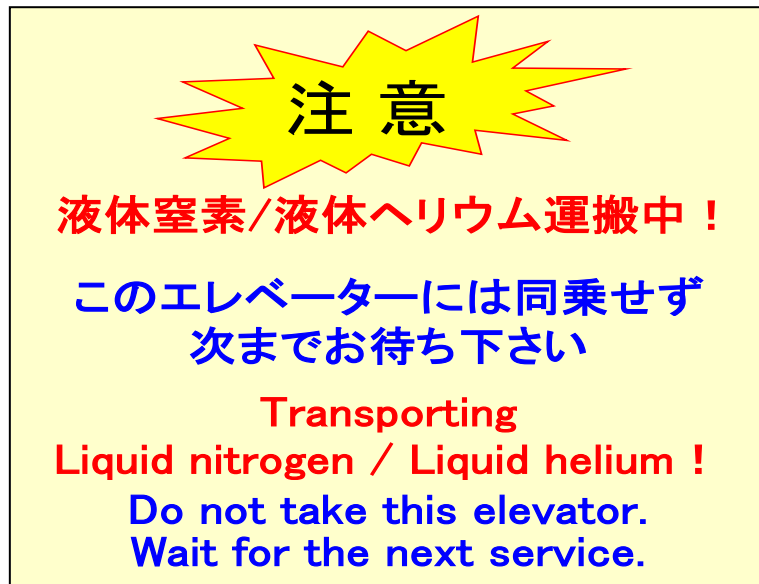 注 意
液体窒素/液体ヘリウム運搬中！
このエレベーターには同乗せず
次までお待ち下さい
Transporting
Liquid nitrogen / Liquid helium！
Do not take this elevator.
Wait for the next service.